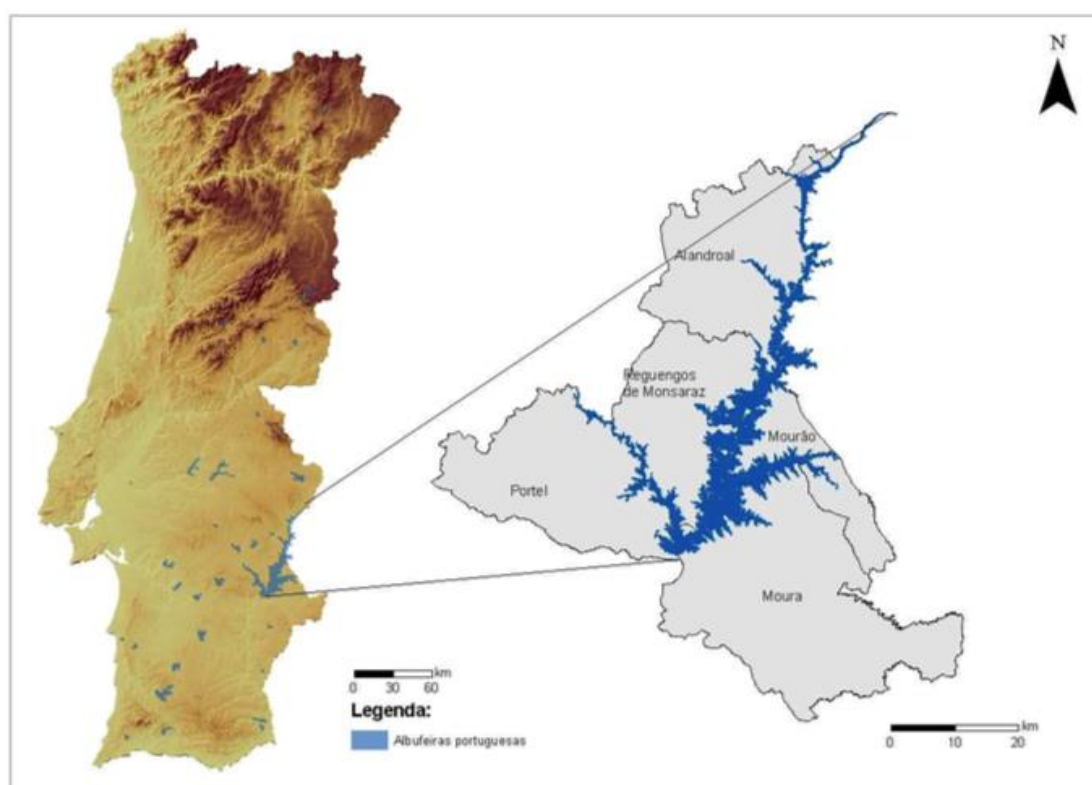 N
Alandroal
Reguengos
de Monsaraz
Mourão
Portel
Moura
km
0 30 60
Legenda:
Albufeiras portuguesas
km
0 10 20